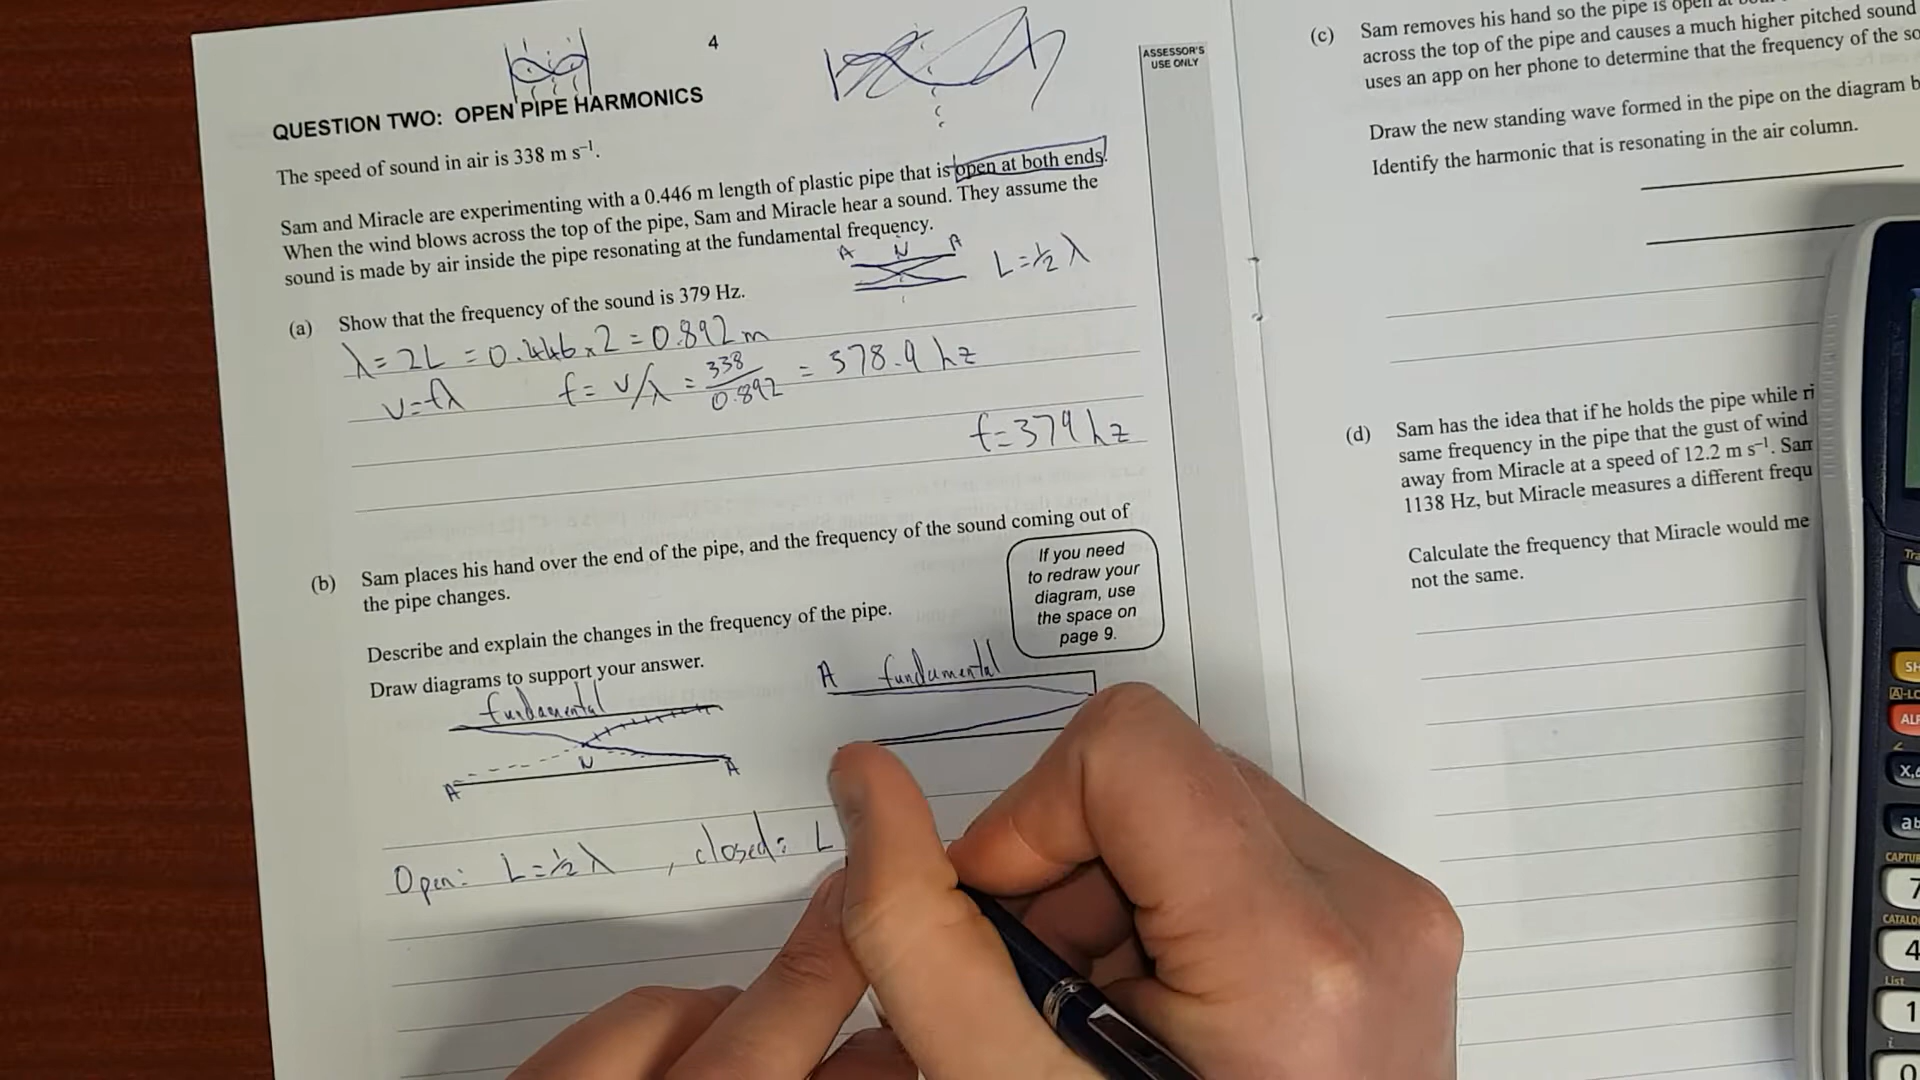 4
ASSESSOR'S
USE ONLY
QUESTION TWO: OPEN PIPE HARMONICS
The speed of sound in air is 338 m s⁻¹.
Sam and Miracle are experimenting with a 0.446 m length of plastic pipe that is open at both ends.
When the wind blows across the top of the pipe, Sam and Miracle hear a sound. They assume the
sound is made by air inside the pipe resonating at the fundamental frequency.
A N A
L=½ λ
(a) Show that the frequency of the sound is 379 Hz.
λ = 2L = 0.446 x 2 = 0.892 m
v=fλ f= v/λ = 338/0.892 = 378.9 hz
f=379 hz
(b) Sam places his hand over the end of the pipe, and the frequency of the sound coming out of
the pipe changes.
Describe and explain the changes in the frequency of the pipe.
Draw diagrams to support your answer.
If you need
to redraw your
diagram, use
the space on
page 9.
fundamental
A N A
A fundamental
Open: L=½ λ , closed: L
(c) Sam removes his hand so the pipe is open at
across the top of the pipe and causes a much higher pitched sound
uses an app on her phone to determine that the frequency of the so
Draw the new standing wave formed in the pipe on the diagram b
Identify the harmonic that is resonating in the air column.
(d) Sam has the idea that if he holds the pipe while ri
same frequency in the pipe that the gust of wind
away from Miracle at a speed of 12.2 m s⁻¹. Sam
1138 Hz, but Miracle measures a different frequ
Calculate the frequency that Miracle would me
not the same.
SH
ALP
CAPTUR
7
CATALO
4
List
1
i
0